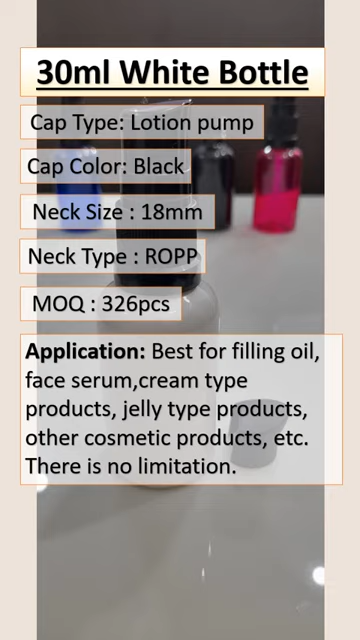 30ml White Bottle
Cap Type: Lotion pump
Cap Color: Black
Neck Size : 18mm
Neck Type : ROPP
MOQ : 326pcs
Application: Best for filling oil,
face serum,cream type
products, jelly type products,
other cosmetic products, etc.
There is no limitation.